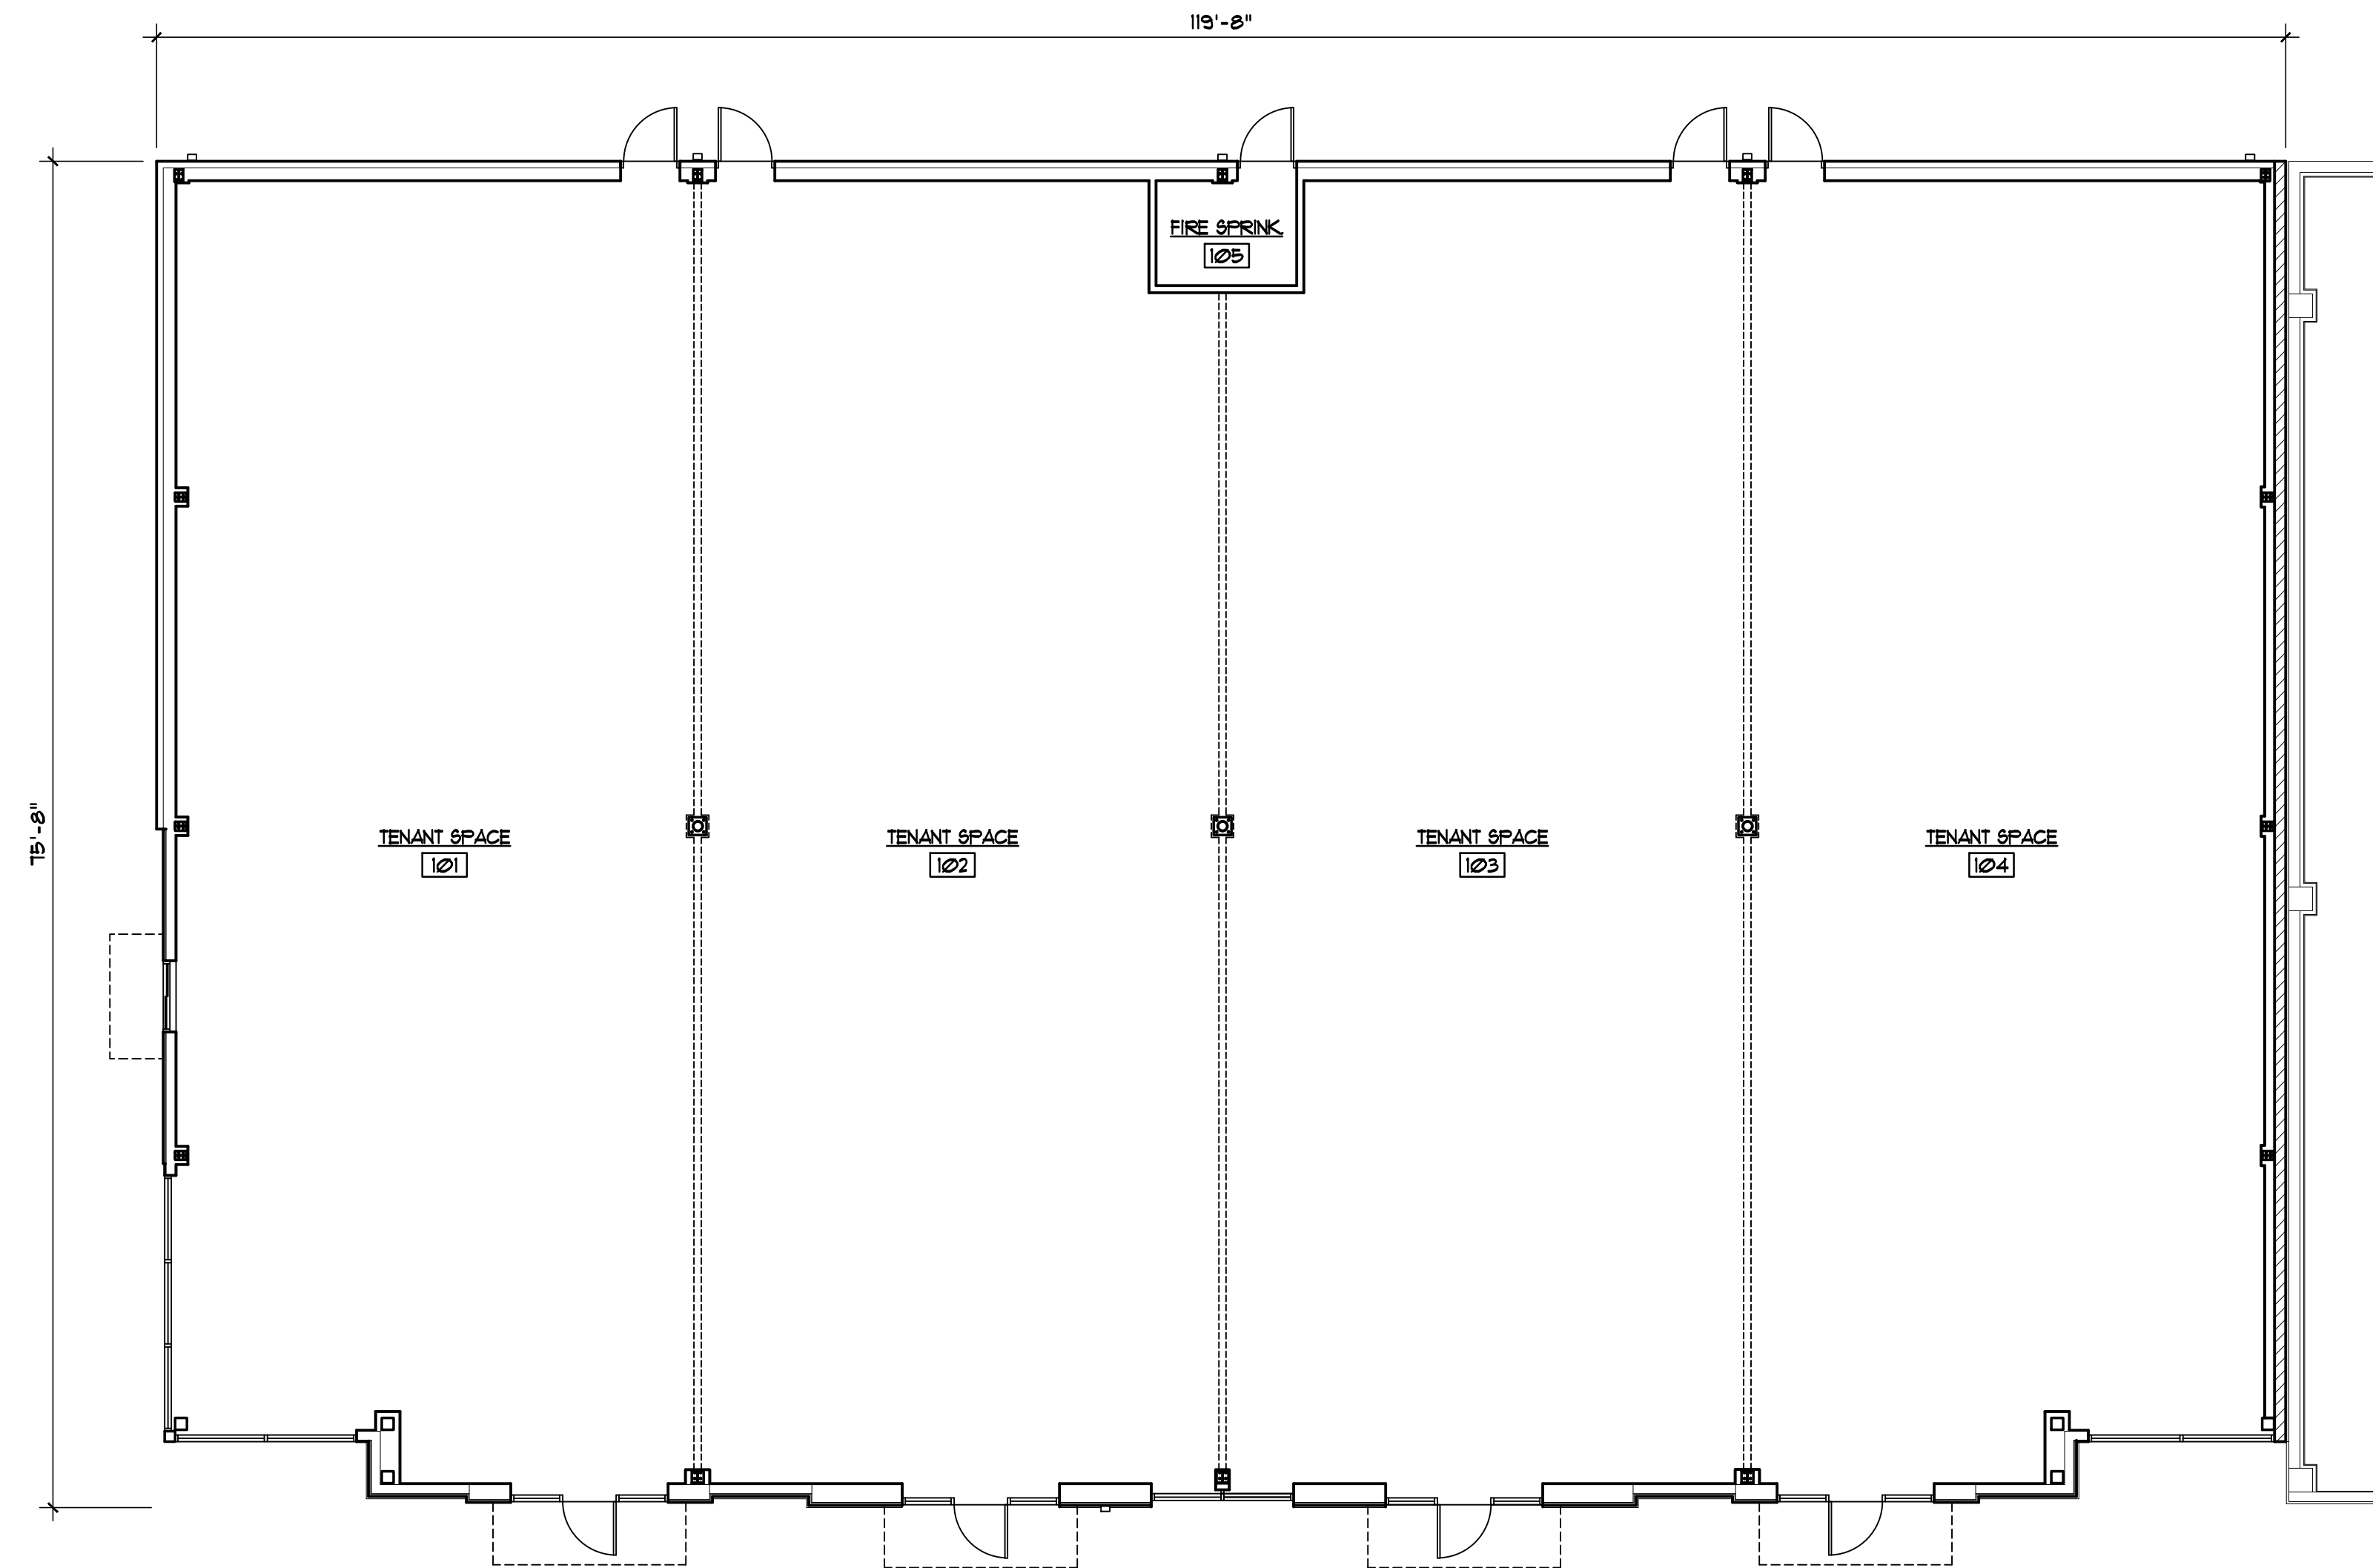 119'-8"
FIRE SPRINK.
105
75'-8"
TENANT SPACE
101
TENANT SPACE
102
TENANT SPACE
103
TENANT SPACE
104